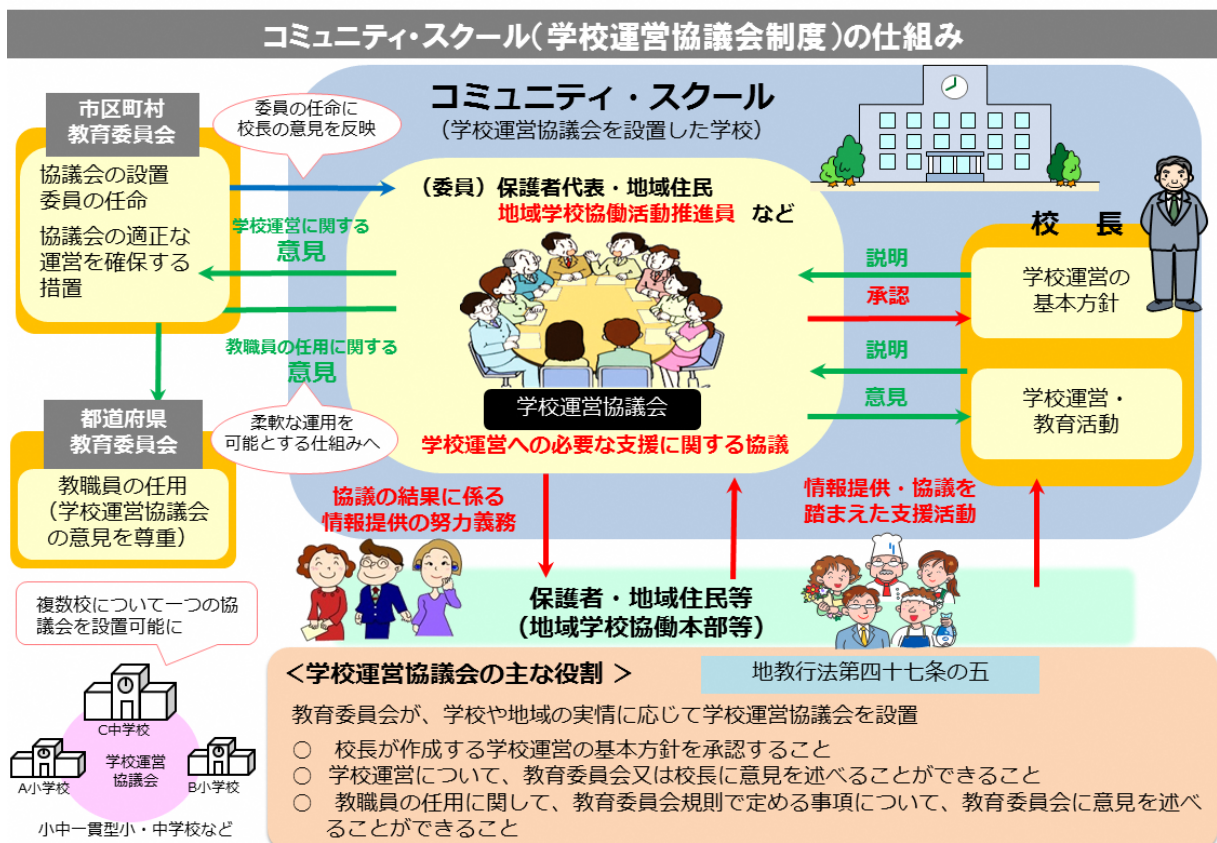 コミュニティ・スクール(学校運営協議会制度)の仕組み
市区町村
教育委員会
協議会の設置
委員の任命
協議会の適正な
運営を確保する
措置
委員の任命に
校長の意見を反映
コミュニティ・スクール
(学校運営協議会を設置した学校)
(委員)保護者代表・地域住民
地域学校協働活動推進員 など
学校運営に関する
意見
教職員の任用に関する
意見
柔軟な運用を
可能とする仕組みへ
学校運営協議会
学校運営への必要な支援に関する協議
校 長
説明
承認
学校運営の
基本方針
説明
意見
学校運営・
教育活動
都道府県
教育委員会
教職員の任用
(学校運営協議会
の意見を尊重)
協議の結果に係る
情報提供の努力義務
情報提供・協議を
踏まえた支援活動
保護者・地域住民等
(地域学校協働本部等)
複数校について一つの協
議会を設置可能に
C中学校
学校運営
協議会
A小学校
B小学校
小中一貫型小・中学校など
<学校運営協議会の主な役割 >
地教行法第四十七条の五
教育委員会が、学校や地域の実情に応じて学校運営協議会を設置
○ 校長が作成する学校運営の基本方針を承認すること
○ 学校運営について、教育委員会又は校長に意見を述べることができること
○ 教職員の任用に関して、教育委員会規則で定める事項について、教育委員会に意見を述べ
ることができること